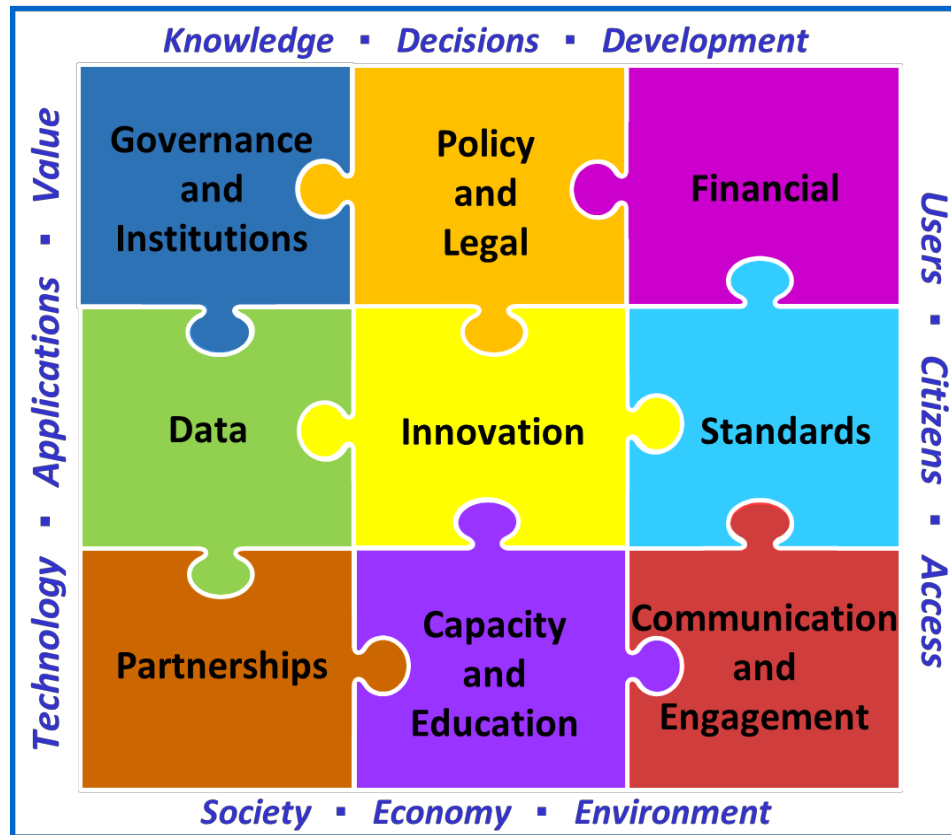 Knowledge ▪ Decisions ▪ Development
Technology ▪ Applications ▪ Value
Governance
and
Institutions
Policy
and
Legal
Financial
Users ▪ Citizens ▪ Access
Data
Innovation
Standards
Partnerships
Capacity
and
Education
Communication
and
Engagement
Society ▪ Economy ▪ Environment